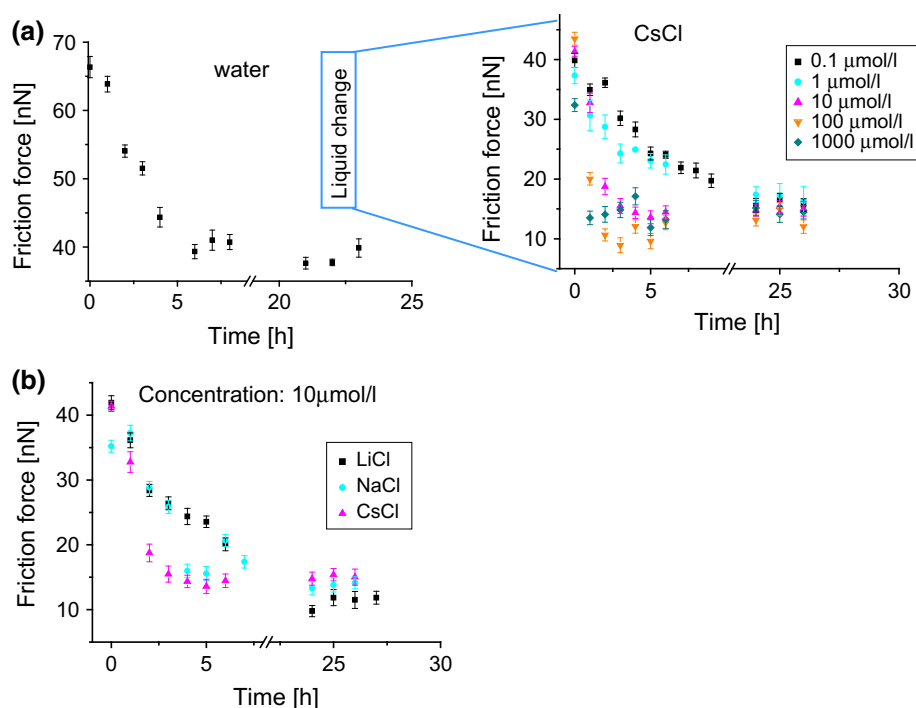 (a)
water
Friction force [nN]
70
60
50
40
0
5
20
25
Time [h]
Liquid change
CsCl
Friction force [nN]
40
30
20
10
0
5
25
30
Time [h]
0.1 μmol/l
1 μmol/l
10 μmol/l
100 μmol/l
1000 μmol/l
(b)
Concentration: 10μmol/l
Friction force [nN]
40
30
20
10
0
5
25
30
Time [h]
LiCl
NaCl
CsCl